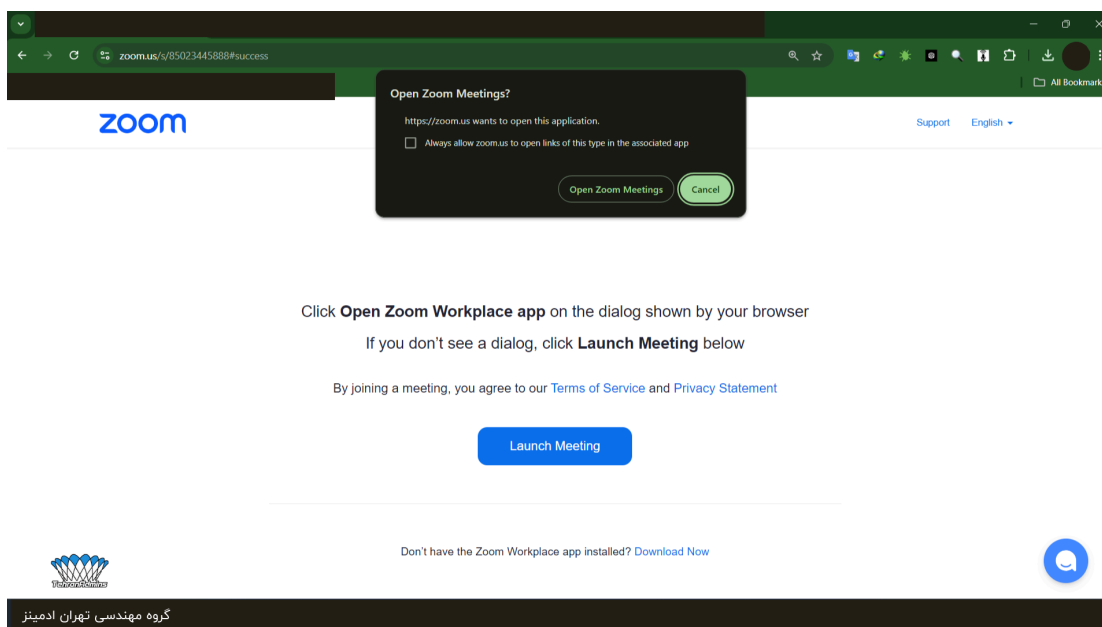 zoom.us/s/85023445888#success
All Bookmark
Open Zoom Meetings?
https://zoom.us wants to open this application.
Always allow zoom.us to open links of this type in the associated app
Open Zoom Meetings Cancel
zoom
Support English
Click Open Zoom Workplace app on the dialog shown by your browser
If you don't see a dialog, click Launch Meeting below
By joining a meeting, you agree to our Terms of Service and Privacy Statement
Launch Meeting
Don't have the Zoom Workplace app installed? Download Now
TehranAdmins
گروه مهندسی تهران ادمینز